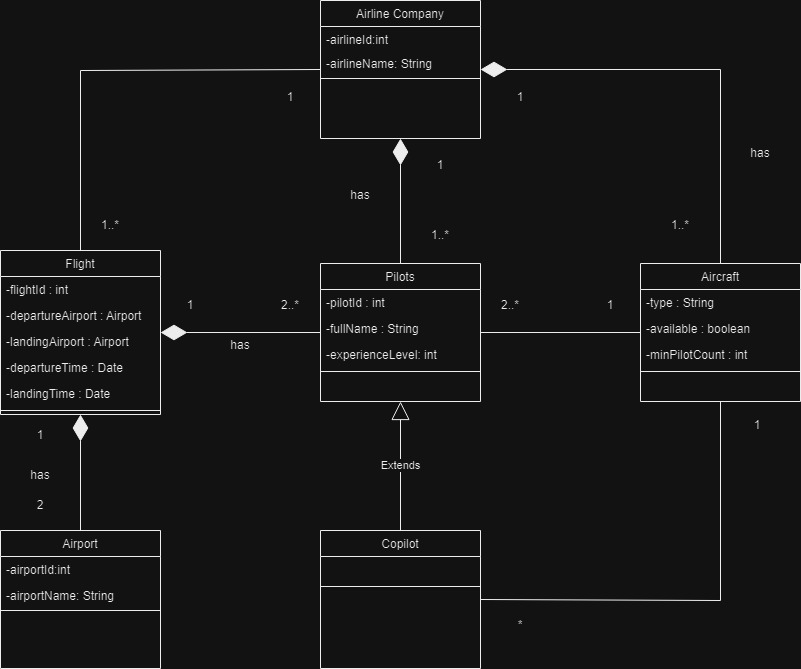 Airline Company
-airlineId:int
-airlineName: String
1
1
has
1
has
1..*
1..*
1..*
Flight
-flightId : int
-departureAirport : Airport
-landingAirport : Airport
-departureTime : Date
-landingTime : Date
1
2..*
has
Pilots
-pilotId : int
-fullName : String
-experienceLevel: int
2..*
1
Aircraft
-type : String
-available : boolean
-minPilotCount : int
1
has
2
Extends
1
Airport
-airportId:int
-airportName: String
Copilot
*